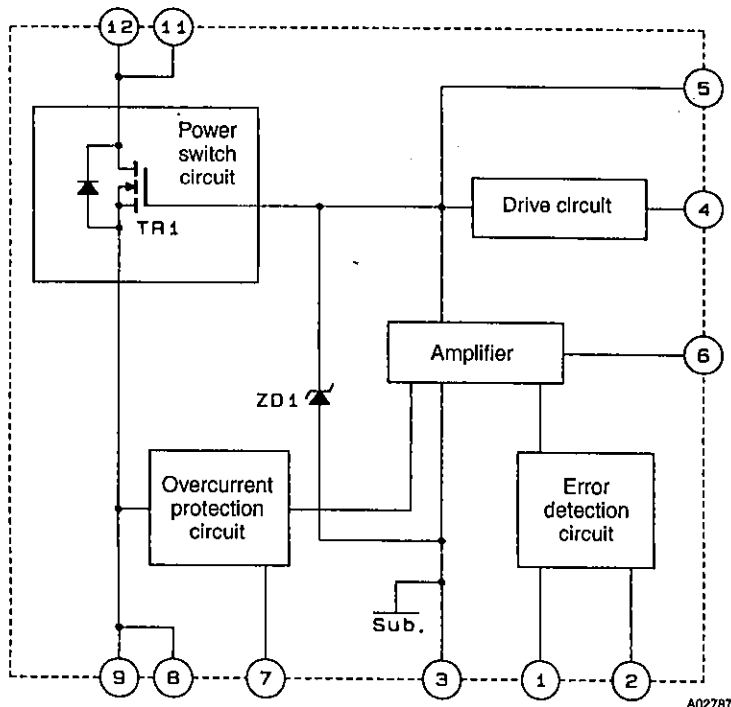 12 11
5
Power
switch
circuit
TR1
Drive circuit
4
Amplifier
6
ZD1
Overcurrent
protection
circuit
Error
detection
circuit
Sub.
9 8 7 3 1 2
A02787